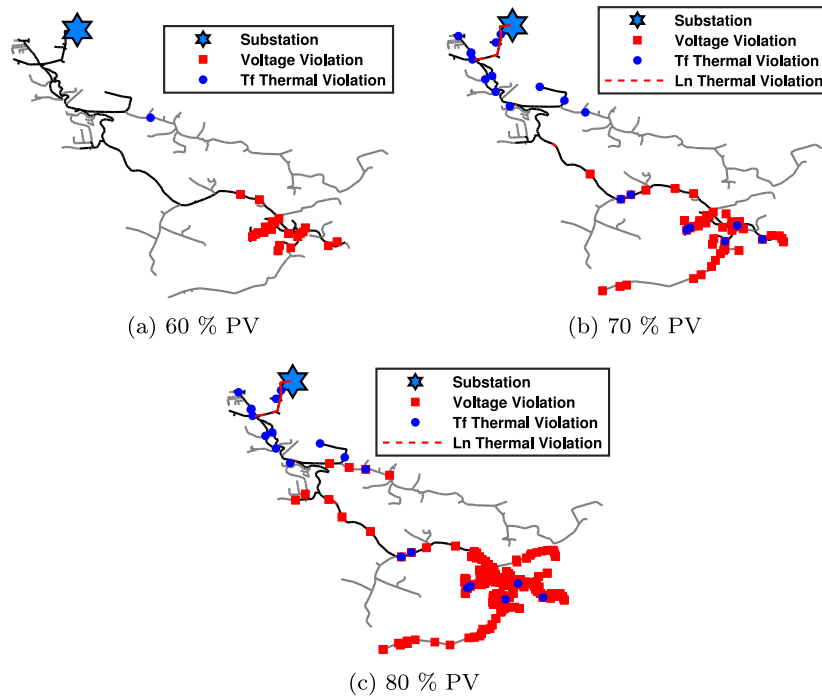 Substation
Voltage Violation
Tf Thermal Violation
(a) 60 % PV
Substation
Voltage Violation
Tf Thermal Violation
Ln Thermal Violation
(b) 70 % PV
Substation
Voltage Violation
Tf Thermal Violation
Ln Thermal Violation
(c) 80 % PV